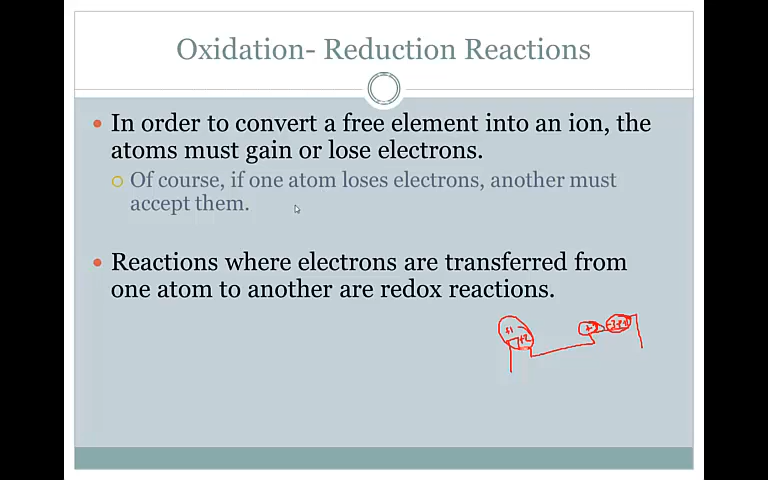 Oxidation- Reduction Reactions
In order to convert a free element into an ion, the
atoms must gain or lose electrons.
Of course, if one atom loses electrons, another must
accept them.
Reactions where electrons are transferred from
one atom to another are redox reactions.
+1
+2